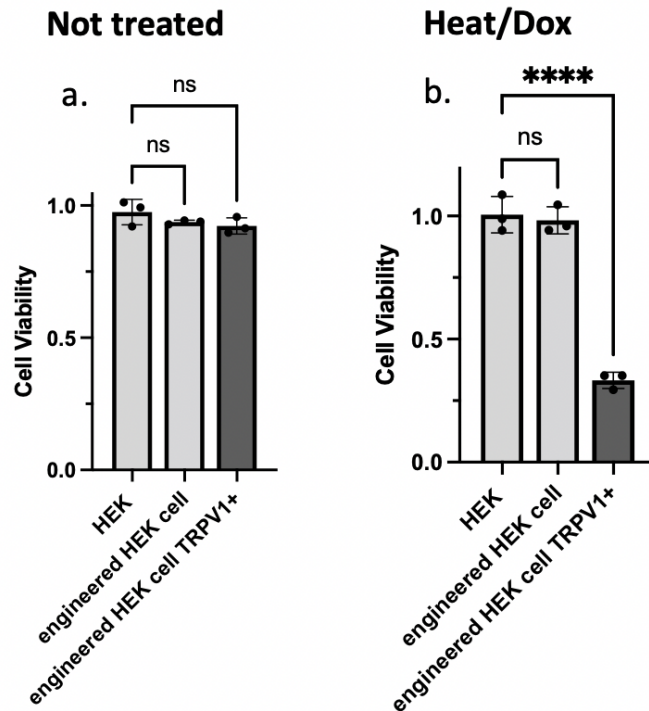 Not treated
a.
ns
ns
1.0
0.5
0.0
Cell Viability
HEK
engineered HEK cell
engineered HEK cell TRPV1+
Heat/Dox
b.
****
ns
1.0
0.5
0.0
Cell Viability
HEK
engineered HEK cell
engineered HEK cell TRPV1+